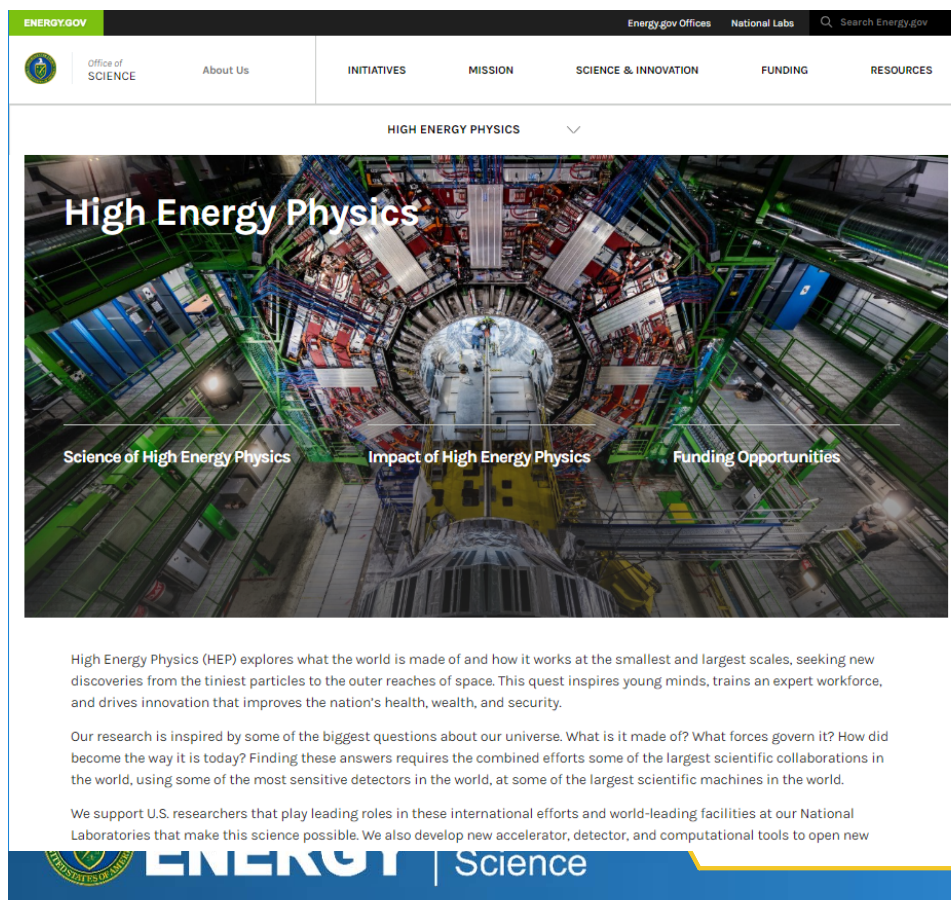 ENERGY.GOV
Energy.gov Offices National Labs Search Energy.gov
Office of
SCIENCE
About Us INITIATIVES MISSION SCIENCE & INNOVATION FUNDING RESOURCES
HIGH ENERGY PHYSICS
High Energy Physics
Science of High Energy Physics Impact of High Energy Physics Funding Opportunities
High Energy Physics (HEP) explores what the world is made of and how it works at the smallest and largest scales, seeking new
discoveries from the tiniest particles to the outer reaches of space. This quest inspires young minds, trains an expert workforce,
and drives innovation that improves the nation's health, wealth, and security.
Our research is inspired by some of the biggest questions about our universe. What is it made of? What forces govern it? How did
become the way it is today? Finding these answers requires the combined efforts some of the largest scientific collaborations in
the world, using some of the most sensitive detectors in the world, at some of the largest scientific machines in the world.
We support U.S. researchers that play leading roles in these international efforts and world-leading facilities at our National
Laboratories that make this science possible. We also develop new accelerator, detector, and computational tools to open new
ENERGY Science
UNITED STATES OF AMERICA